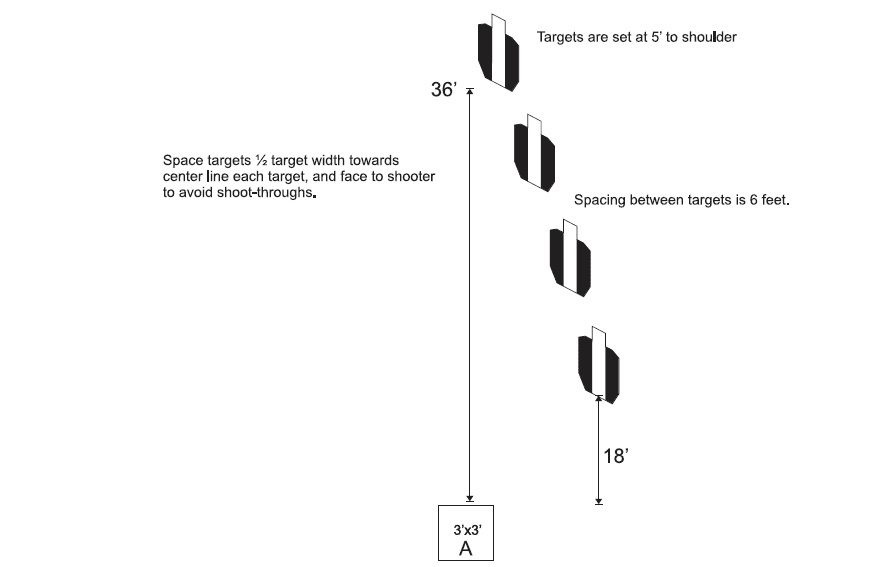 Targets are set at 5’ to shoulder
36’
Space targets ½ target width towards
center line each target, and face to shooter
to avoid shoot-throughs.
Spacing between targets is 6 feet.
18’
3’x3’
A